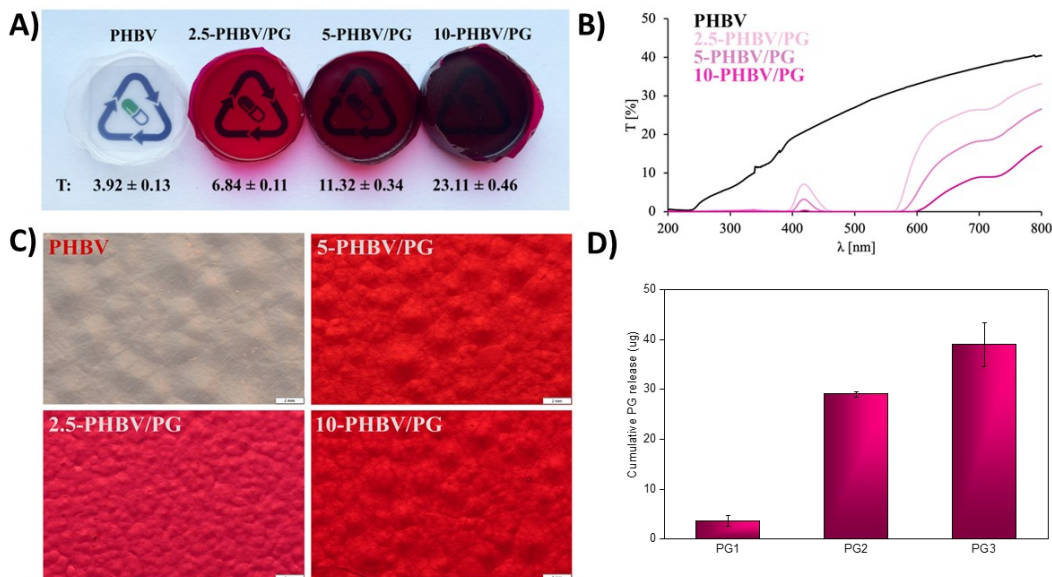 A)
PHBV 2.5-PHBV/PG 5-PHBV/PG 10-PHBV/PG
T: 3.92 ± 0.13 6.84 ± 0.11 11.32 ± 0.34 23.11 ± 0.46
B)
PHBV
2.5-PHBV/PG
5-PHBV/PG
10-PHBV/PG
T [%]
50
40
30
20
10
0
200 300 400 500 600 700 800
λ [nm]
C)
PHBV
2 mm
5-PHBV/PG
2 mm
2.5-PHBV/PG
10-PHBV/PG
D)
Cumulative PG release (ug)
50
40
30
20
10
0
PG1 PG2 PG3